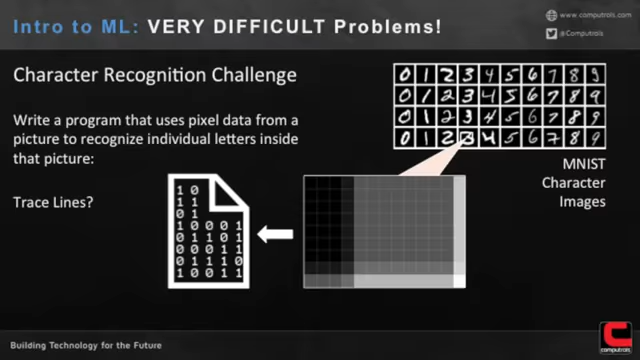 Intro to ML: VERY DIFFICULT Problems!
www.computrols.com
@Computrols
Character Recognition Challenge
Write a program that uses pixel data from a
picture to recognize individual letters inside
that picture:
Trace Lines?
0 1 2 3 4 5 6 7 8 9
0 1 2 3 4 5 6 7 8 9
0 1 2 3 4 5 6 7 8 9
0 1 2 3 4 5 6 7 8 9
MNIST
Character
Images
1 0
1 1
0 1
1 0 0 0 1
1 1 0 0 1
0 0 0 0 1
0 1 1 1 0
1 0 0 1 1
Building Technology for the Future
computrols